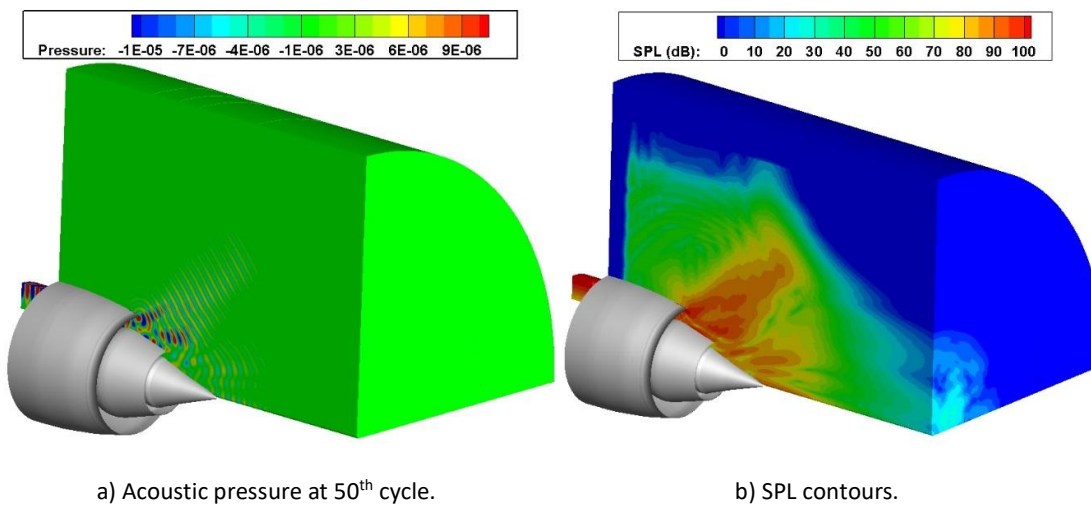 Pressure: -1E-05 -7E-06 -4E-06 -1E-06 3E-06 6E-06 9E-06
SPL (dB): 0 10 20 30 40 50 60 70 80 90 100
a) Acoustic pressure at 50th cycle.
b) SPL contours.